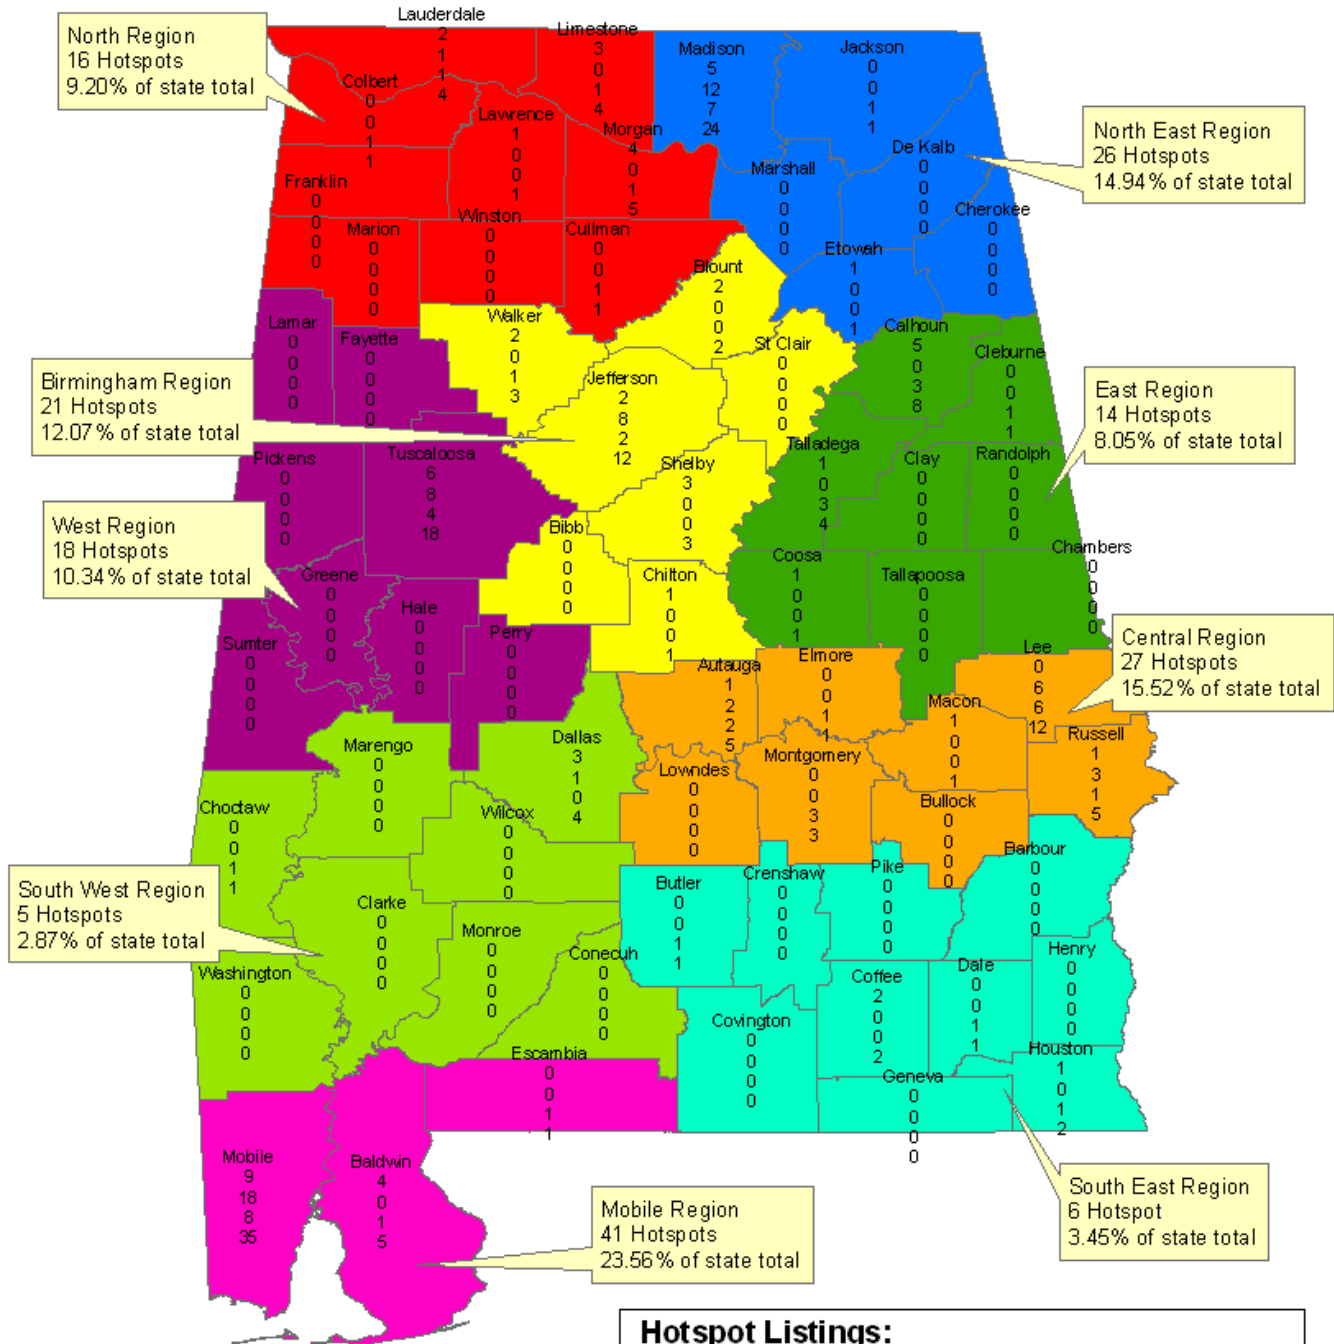 Lauderdale
2
1
1
4
Limestone
3
0
1
4
Madison
5
12
7
24
Jackson
0
0
1
1
North Region
16 Hotspots
9.20% of state total
Colbert
0
0
1
1
Lawrence
1
0
0
1
Morgan
4
0
1
5
North East Region
26 Hotspots
14.94% of state total
De Kalb
0
0
0
0
Marshall
0
0
0
0
Franklin
0
0
0
0
Cherokee
0
0
0
0
Marion
0
0
0
0
Winston
0
0
0
0
Cullman
0
0
1
1
Etowah
1
0
0
1
Blount
2
0
0
2
Lamar
0
0
0
0
Fayette
0
0
0
0
Walker
2
0
1
3
St Clair
0
0
0
0
Calhoun
5
0
3
8
Cleburne
0
0
1
1
Birmingham Region
21 Hotspots
12.07% of state total
Jefferson
2
8
2
12
East Region
14 Hotspots
8.05% of state total
Pickens
0
0
0
0
Tuscaloosa
6
8
4
18
Shelby
3
0
0
3
Talladega
1
0
3
4
Clay
0
0
0
0
Randolph
0
0
0
0
West Region
18 Hotspots
10.34% of state total
Bibb
0
0
0
0
Chilton
1
0
0
1
Coosa
1
0
0
1
Tallapoosa
0
0
0
0
Chambers
0
0
0
0
Greene
0
0
0
0
Hale
0
0
0
0
Perry
0
0
0
0
Sumter
0
0
0
0
Central Region
27 Hotspots
15.52% of state total
Autauga
1
2
2
5
Elmore
0
0
1
1
Lee
0
6
6
12
Macon
1
0
0
1
Russell
1
3
1
5
Marengo
0
0
0
0
Dallas
3
1
0
4
Lowndes
0
0
0
0
Montgomery
0
0
3
3
Bullock
0
0
0
0
Choctaw
0
0
1
1
Wilcox
0
0
0
0
Barbour
0
0
0
0
South West Region
5 Hotspots
2.87% of state total
Clarke
0
0
0
0
Monroe
0
0
0
0
Conecuh
0
0
0
0
Butler
0
0
1
1
Crenshaw
0
0
0
0
Pike
0
0
0
0
Henry
0
0
0
0
Washington
0
0
0
0
Coffee
2
0
0
2
Dale
0
0
1
1
Covington
0
0
0
0
Escambia
0
0
1
1
Geneva
0
0
0
0
Houston
1
0
1
2
Mobile
9
18
8
35
Baldwin
4
0
1
5
Mobile Region
41 Hotspots
23.56% of state total
South East Region
6 Hotspot
3.45% of state total
Hotspot Listings: